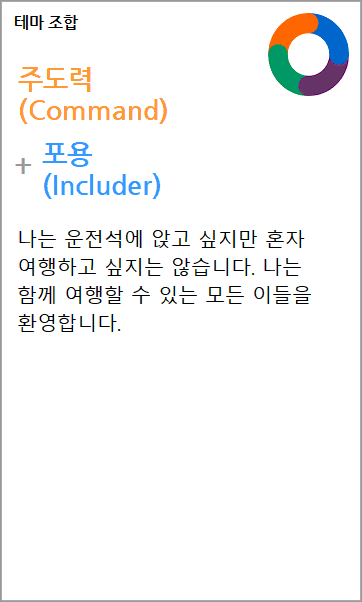 테마 조합
주도력
(Command)
+ 포용
(Includer)
나는 운전석에 앉고 싶지만 혼자
여행하고 싶지는 않습니다. 나는
함께 여행할 수 있는 모든 이들을
환영합니다.